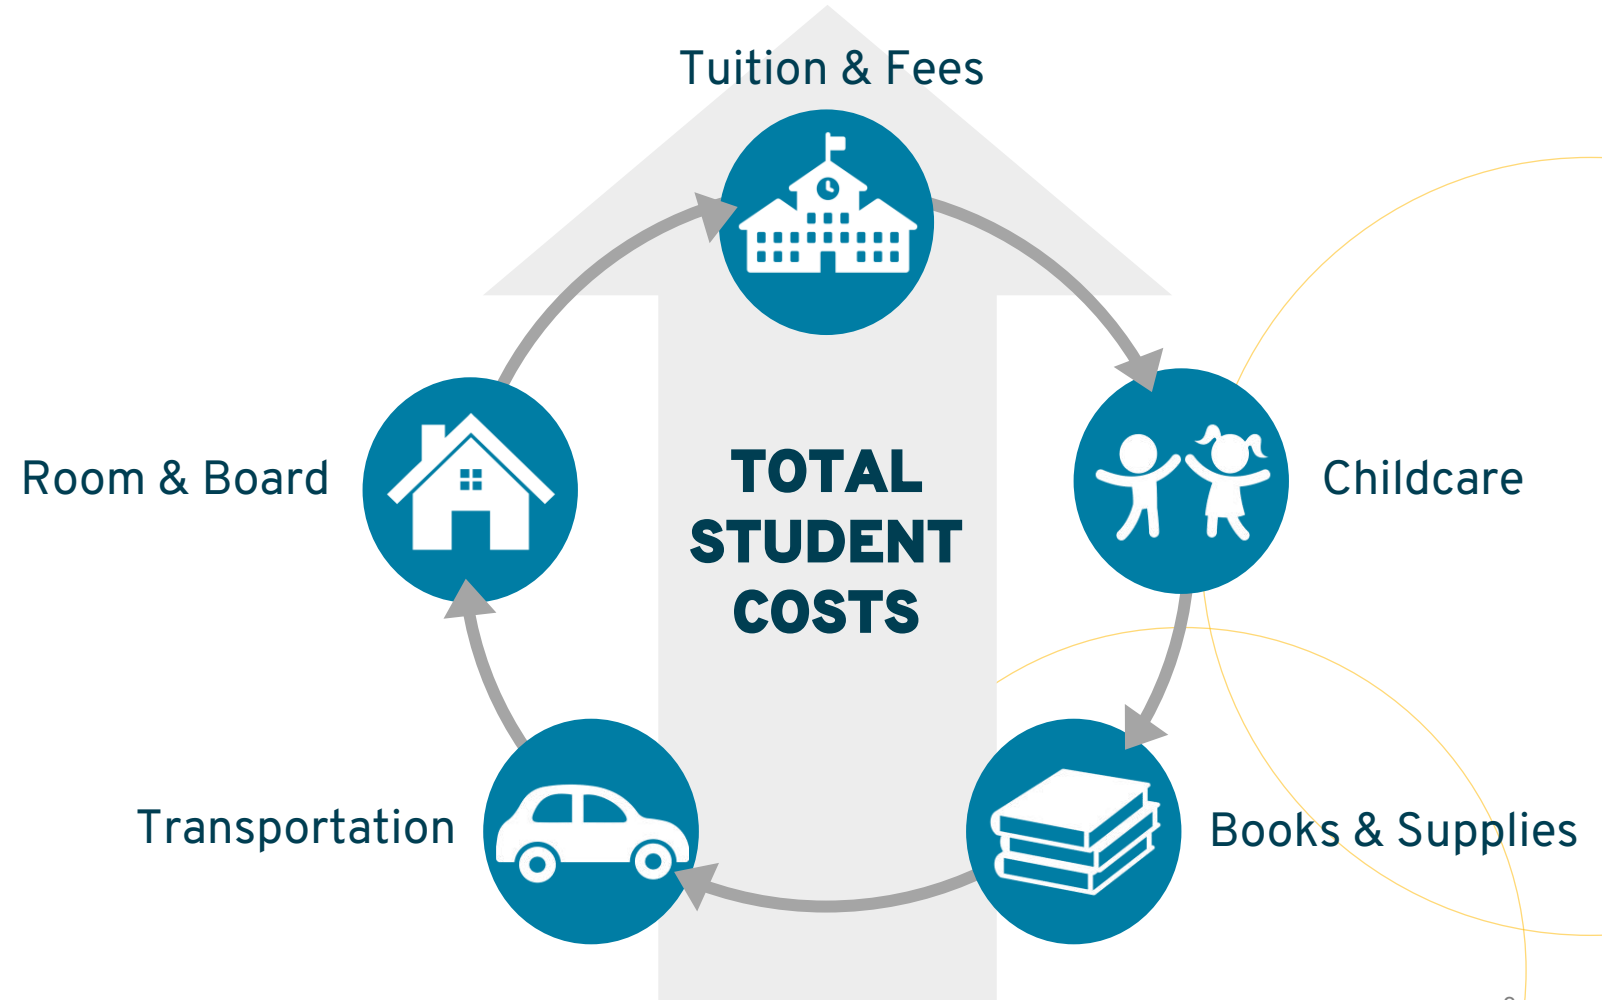 Tuition & Fees
Room & Board
TOTAL
STUDENT
COSTS
Childcare
Transportation
Books & Supplies